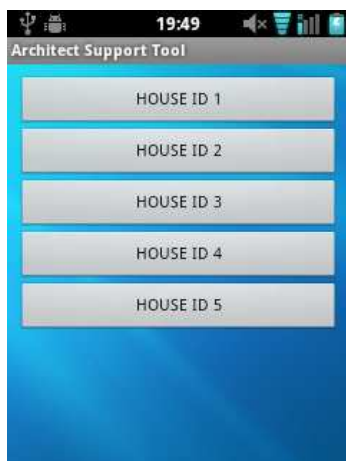 19:49
Architect Support Tool
HOUSE ID 1
HOUSE ID 2
HOUSE ID 3
HOUSE ID 4
HOUSE ID 5